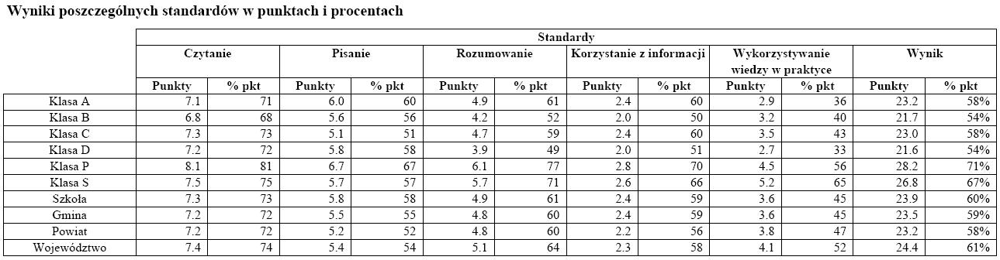 Wyniki poszczególnych standardów w punktach i procentach
Standardy
Czytanie Pisanie Rozumowanie Korzystanie z informacji Wykorzystywanie wiedzy w praktyce Wynik
Punkty % pkt Punkty % pkt Punkty % pkt Punkty % pkt Punkty % pkt Punkty % pkt
Klasa A 7.1 71 6.0 60 4.9 61 2.4 60 2.9 36 23.2 58%
Klasa B 6.8 68 5.6 56 4.2 52 2.0 50 3.2 40 21.7 54%
Klasa C 7.3 73 5.1 51 4.7 59 2.4 60 3.5 43 23.0 58%
Klasa D 7.2 72 5.8 58 3.9 49 2.0 51 2.7 33 21.6 54%
Klasa P 8.1 81 6.7 67 6.1 77 2.8 70 4.5 56 28.2 71%
Klasa S 7.5 75 5.7 57 5.7 71 2.6 66 5.2 65 26.8 67%
Szkoła 7.3 73 5.8 58 4.9 61 2.4 59 3.6 45 23.9 60%
Gmina 7.2 72 5.5 55 4.8 60 2.4 59 3.6 45 23.5 59%
Powiat 7.2 72 5.2 52 4.8 60 2.2 56 3.8 47 23.2 58%
Województwo 7.4 74 5.4 54 5.1 64 2.3 58 4.1 52 24.4 61%